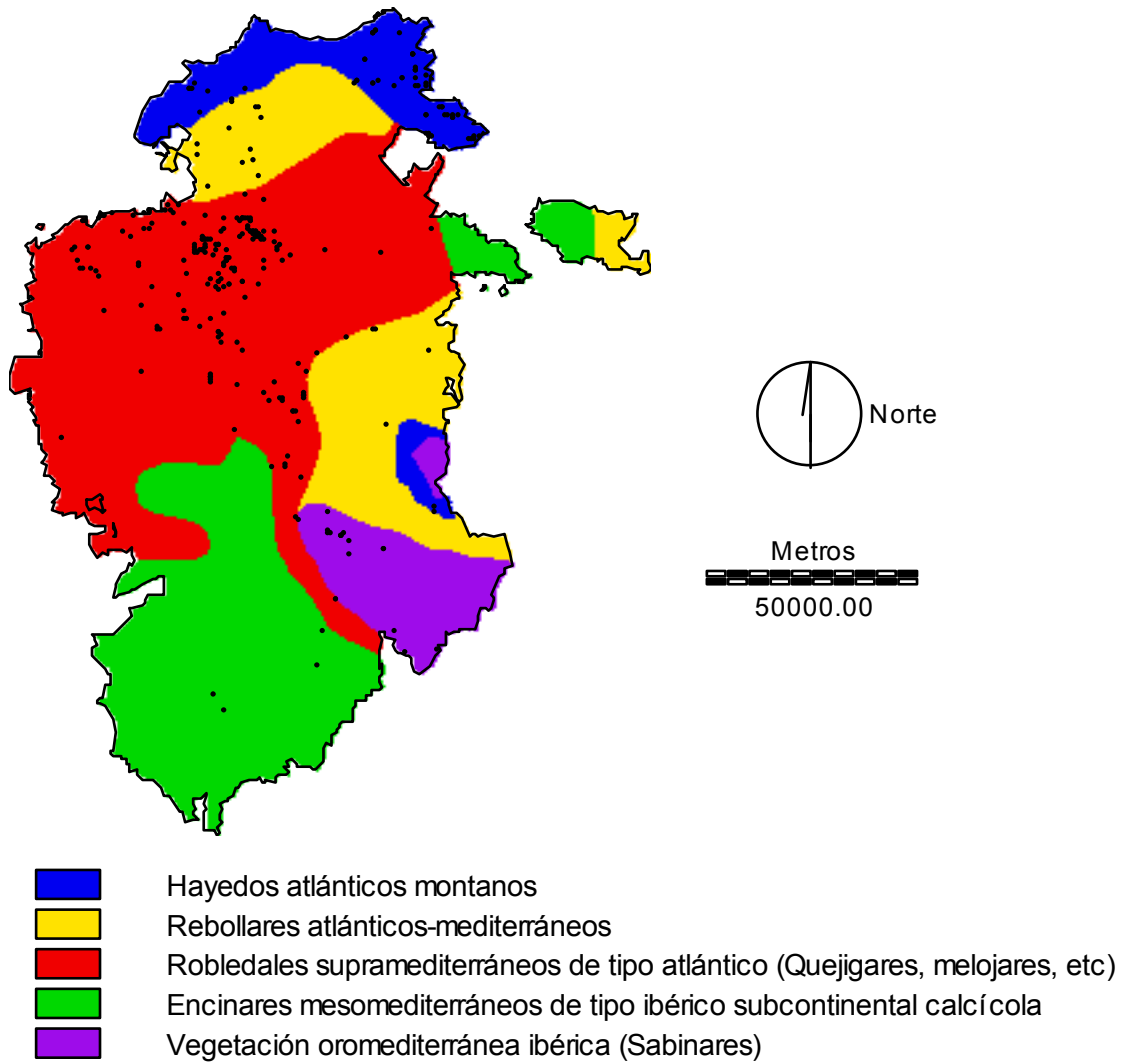 Norte
Metros
50000.00
Hayedos atlánticos montanos
Rebollares atlánticos-mediterráneos
Robledales supramediterráneos de tipo atlántico (Quejigares, melojares, etc)
Encinares mesomediterráneos de tipo ibérico subcontinental calcícola
Vegetación oromediterránea ibérica (Sabinares)